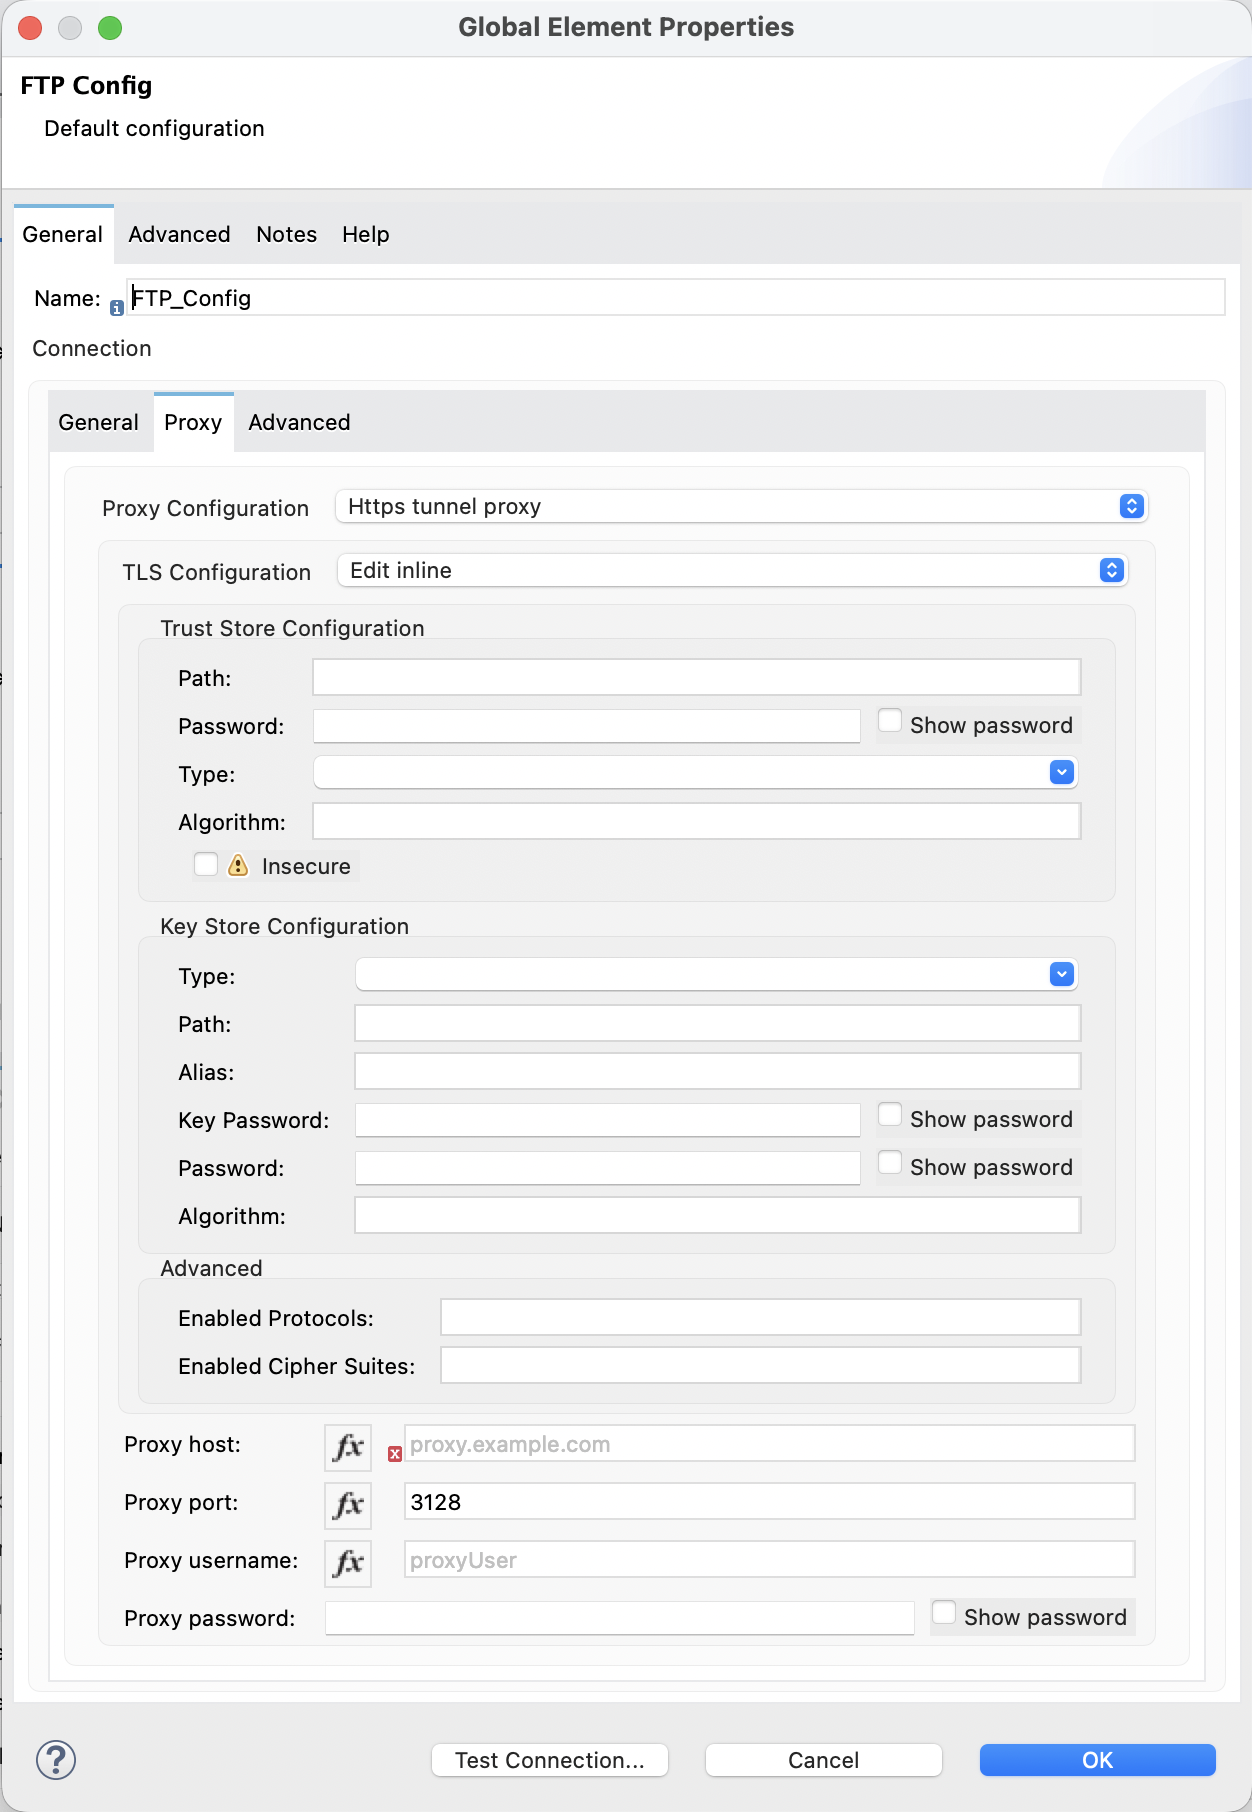 Global Element Properties
FTP Config
Default configuration
General Advanced Notes Help
Name: FTP_Config
Connection
General Proxy Advanced
Proxy Configuration Https tunnel proxy
TLS Configuration Edit inline
Trust Store Configuration
Path:
Password: Show password
Type:
Algorithm:
Insecure
Key Store Configuration
Type:
Path:
Alias:
Key Password: Show password
Password: Show password
Algorithm:
Advanced
Enabled Protocols:
Enabled Cipher Suites:
Proxy host: fx proxy.example.com
Proxy port: fx 3128
Proxy username: fx proxyUser
Proxy password: Show password
? Test Connection... Cancel OK